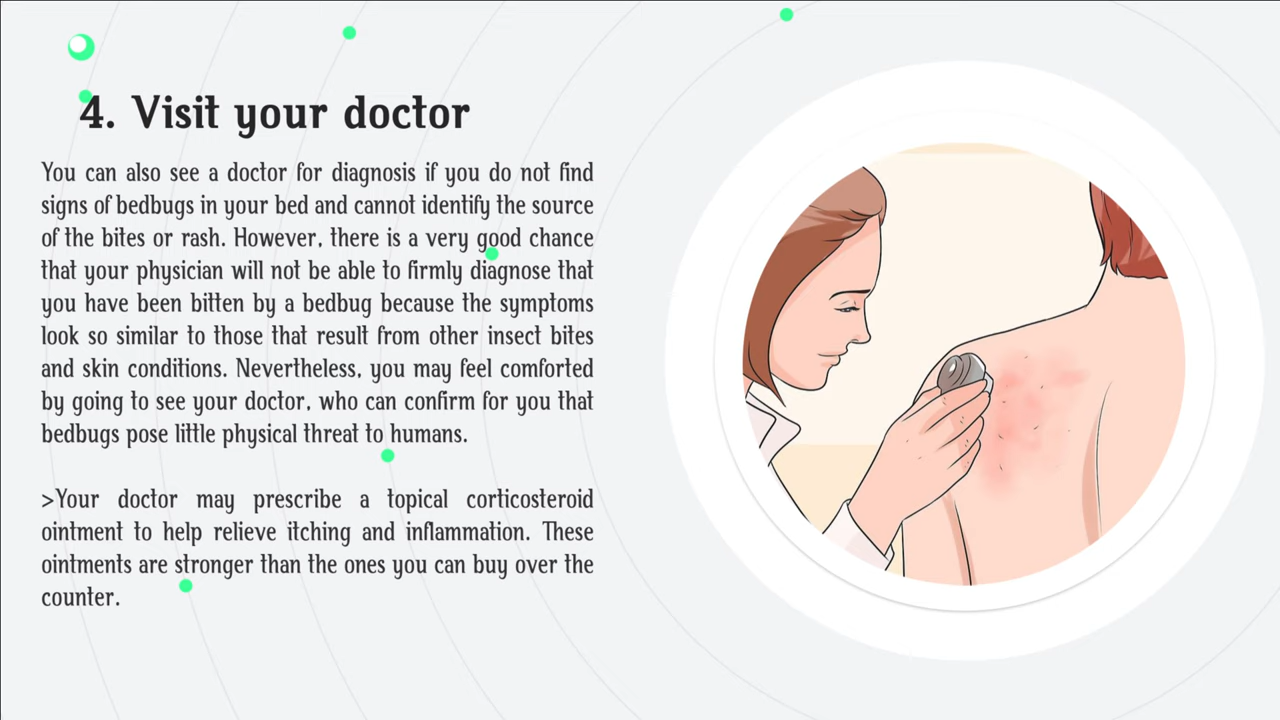 4. Visit your doctor
You can also see a doctor for diagnosis if you do not find
signs of bedbugs in your bed and cannot identify the source
of the bites or rash. However, there is a very good chance
that your physician will not be able to firmly diagnose that
you have been bitten by a bedbug because the symptoms
look so similar to those that result from other insect bites
and skin conditions. Nevertheless, you may feel comforted
by going to see your doctor, who can confirm for you that
bedbugs pose little physical threat to humans.
>Your doctor may prescribe a topical corticosteroid
ointment to help relieve itching and inflammation. These
ointments are stronger than the ones you can buy over the
counter.